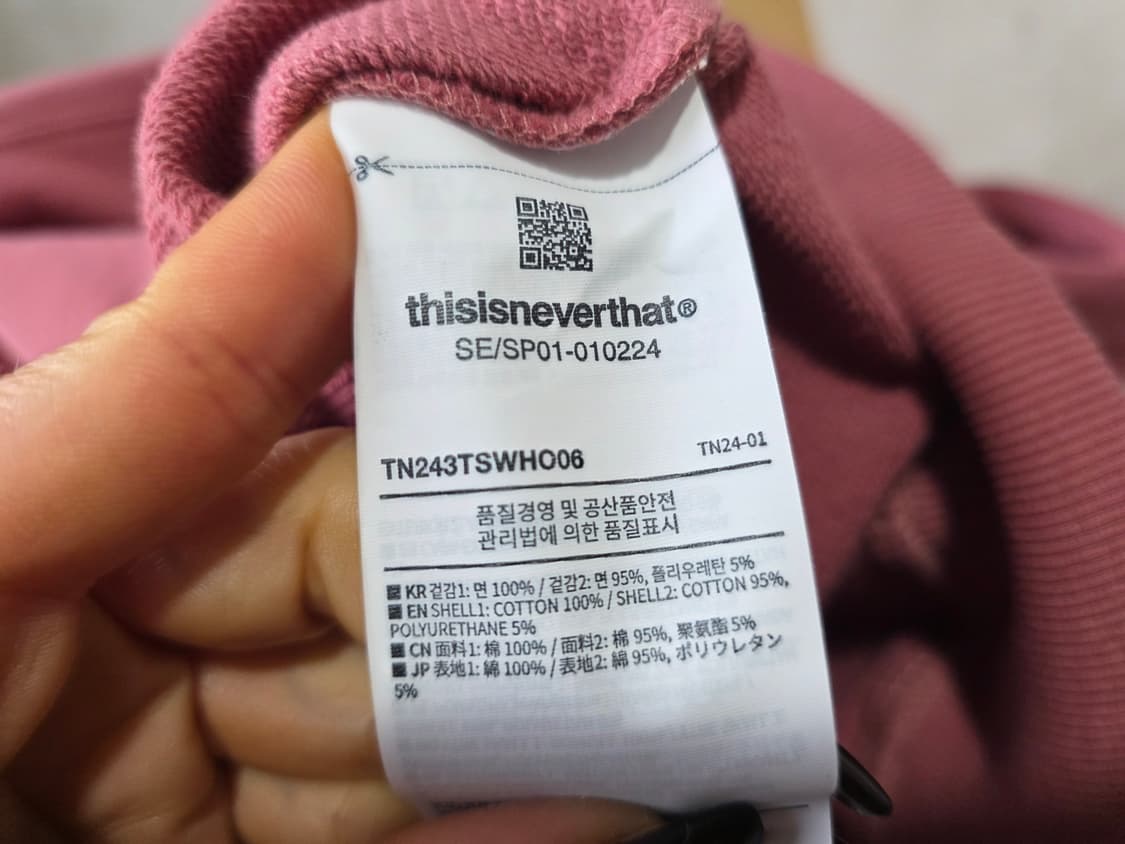 thisisneverthat®
SE/SP01-010224
TN243TSWHO06 TN24-01
품질경영 및 공산품안전
관리법에 의한 품질표시
KR 겉감1: 면 100% / 겉감2: 면 95%, 폴리우레탄 5%
EN SHELL1: COTTON 100% / SHELL2: COTTON 95%,
POLYURETHANE 5%
CN 面料1: 棉 100% / 面料2: 棉 95%, 聚氨酯 5%
JP 表地1: 綿 100% / 表地2: 綿 95%, ポリウレタン
5%